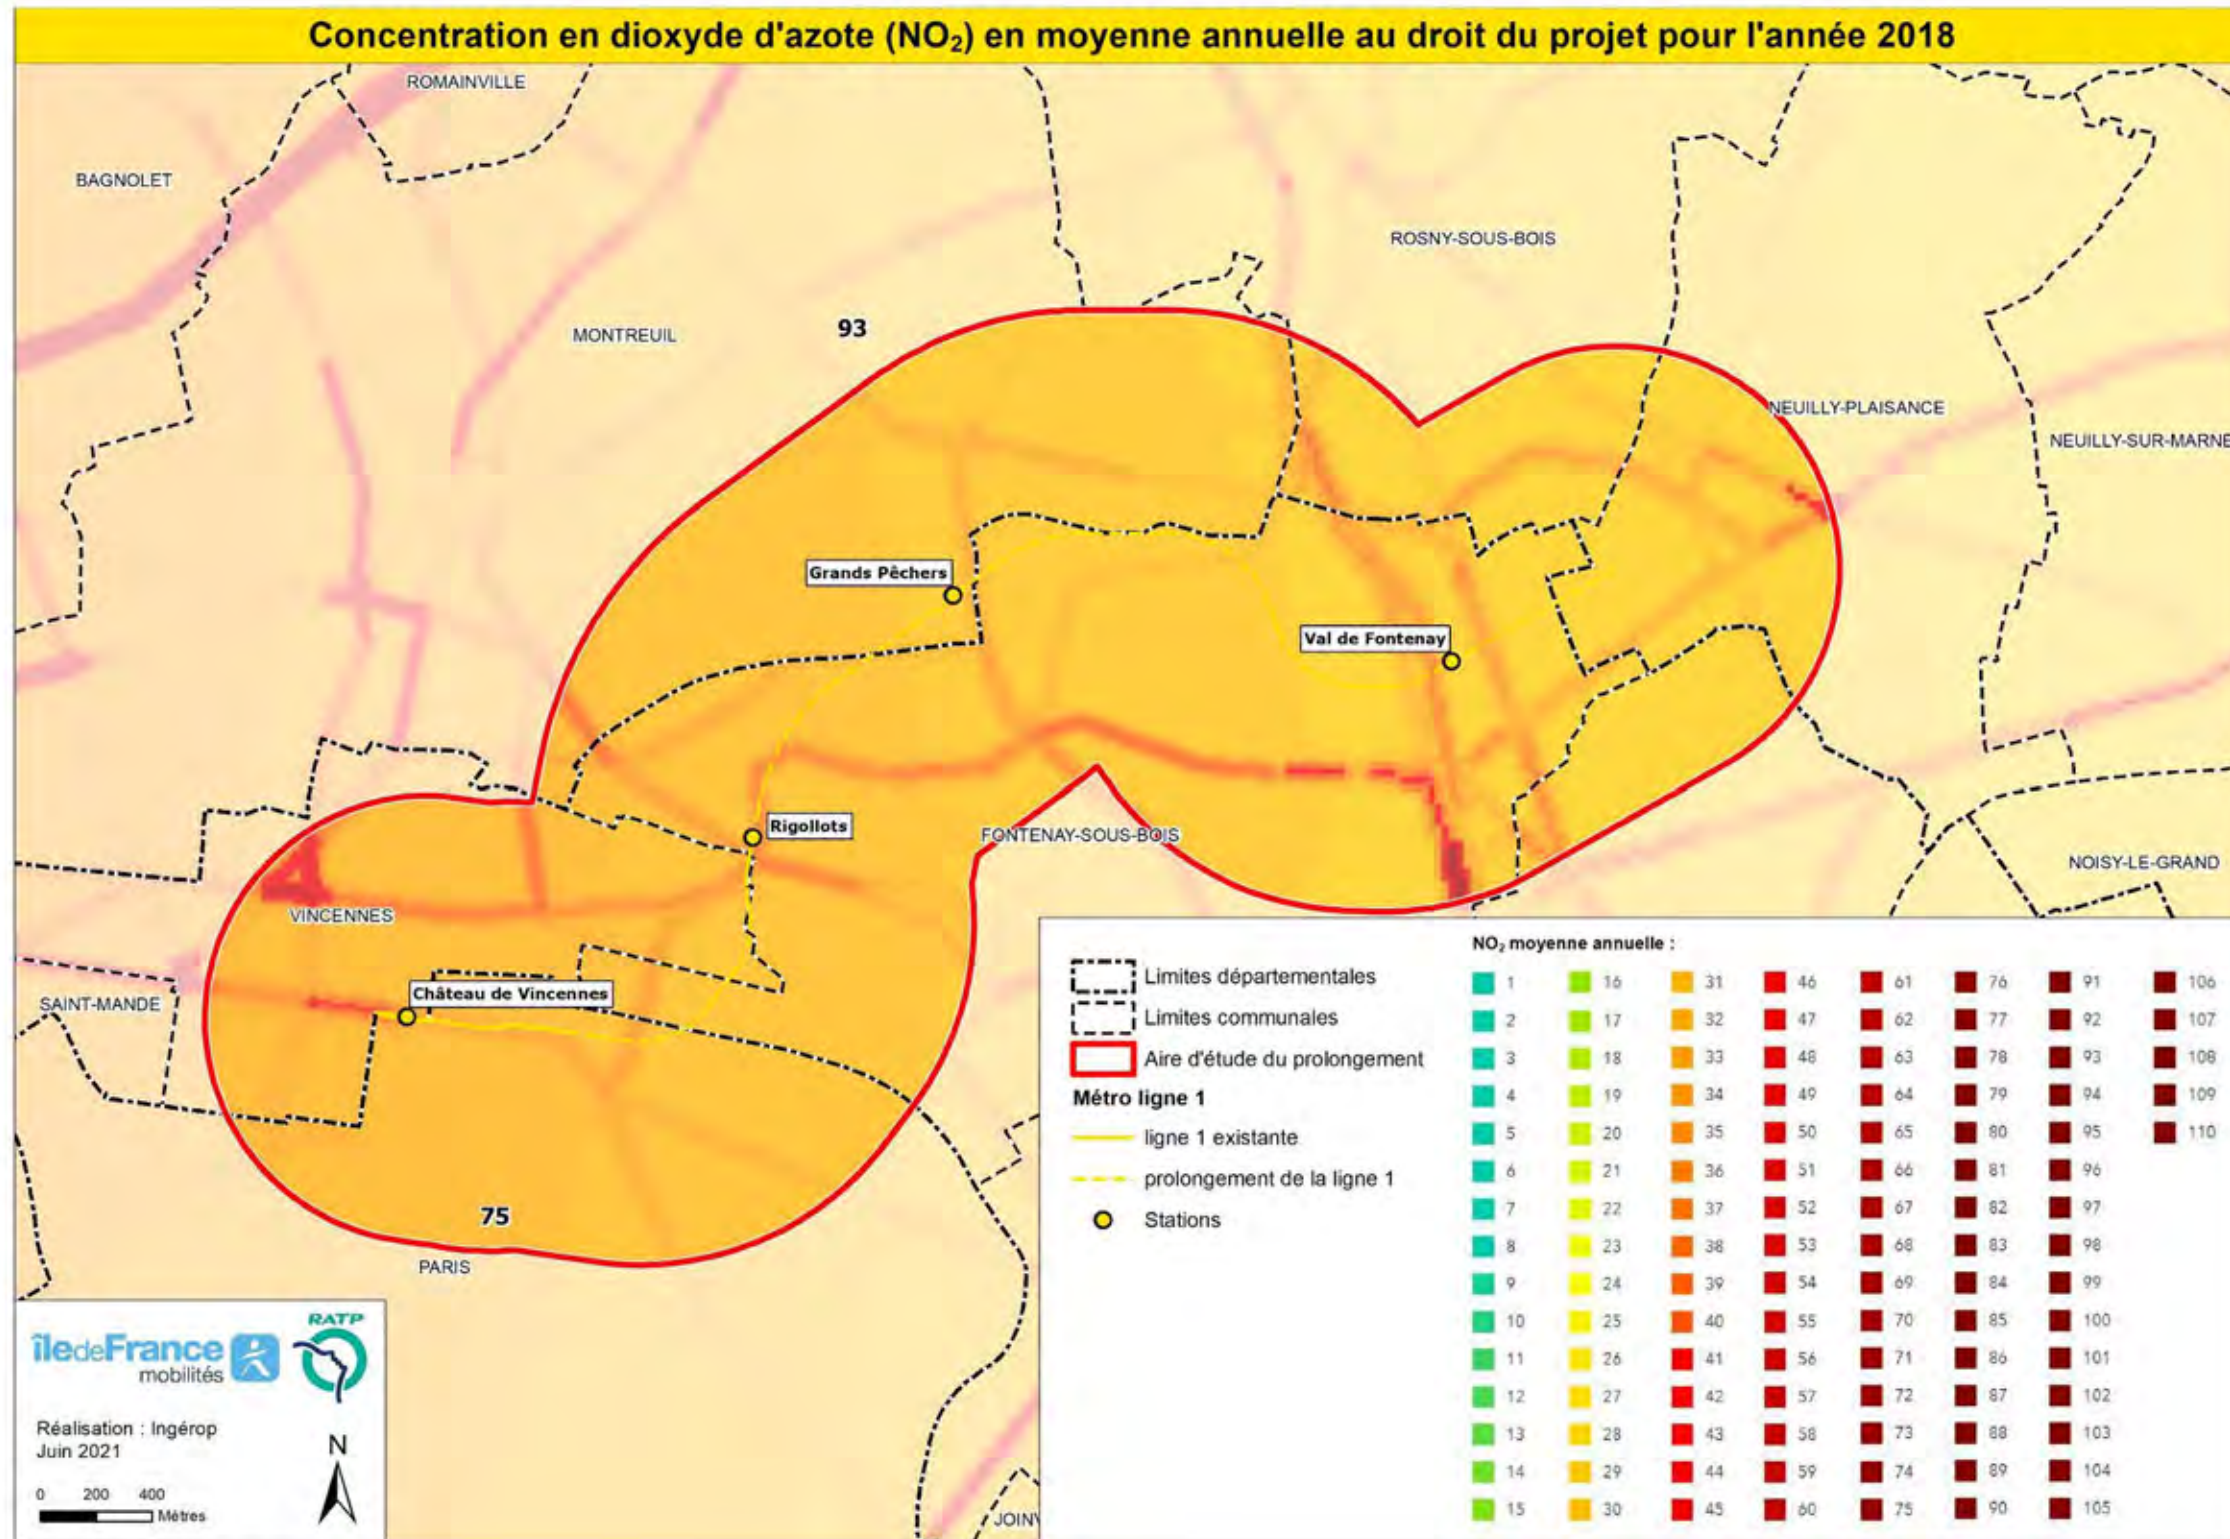 Concentration en dioxyde d'azote (NO₂) en moyenne annuelle au droit du projet pour l'année 2018
ROMAINVILLE
BAGNOLET
ROSNY-SOUS-BOIS
93
MONTREUIL
NEUILLY-PLAISANCE
NEUILLY-SUR-MARNE
Grands Pêchers
Val de Fontenay
Rigollots
FONTENAY-SOUS-BOIS
NOISY-LE-GRAND
VINCENNES
Château de Vincennes
SAINT-MANDE
75
PARIS
JOINV
Limites départementales
Limites communales
Aire d'étude du prolongement
Métro ligne 1
ligne 1 existante
prolongement de la ligne 1
Stations
NO₂ moyenne annuelle :
1 16 31 46 61 76 91 106
2 17 32 47 62 77 92 107
3 18 33 48 63 78 93 108
4 19 34 49 64 79 94 109
5 20 35 50 65 80 95 110
6 21 36 51 66 81 96
7 22 37 52 67 82 97
8 23 38 53 68 83 98
9 24 39 54 69 84 99
10 25 40 55 70 85 100
11 26 41 56 71 86 101
12 27 42 57 72 87 102
13 28 43 58 73 88 103
14 29 44 59 74 89 104
15 30 45 60 75 90 105
îledeFrance
mobilités
RATP
Réalisation : Ingérop
Juin 2021
N
0 200 400
Mètres